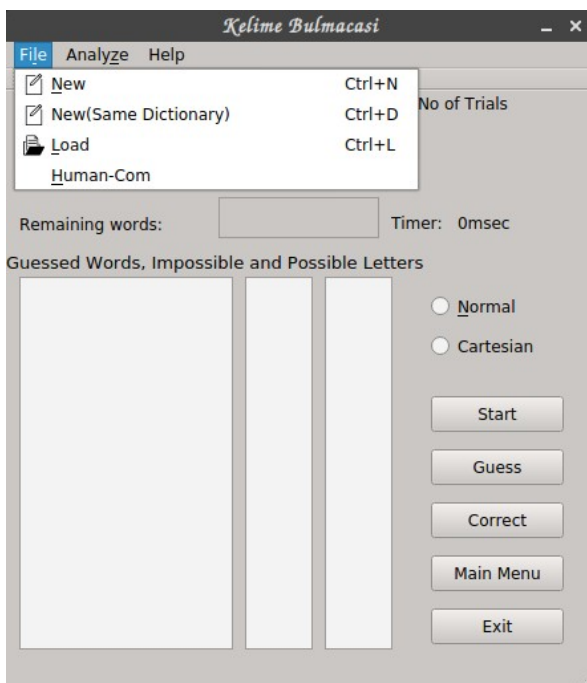 Kelime Bulmacasi
File Analyze Help
New Ctrl+N
New(Same Dictionary) Ctrl+D
No of Trials
Load Ctrl+L
Human-Com
Remaining words: Timer: 0msec
Guessed Words, Impossible and Possible Letters
Normal
Cartesian
Start
Guess
Correct
Main Menu
Exit